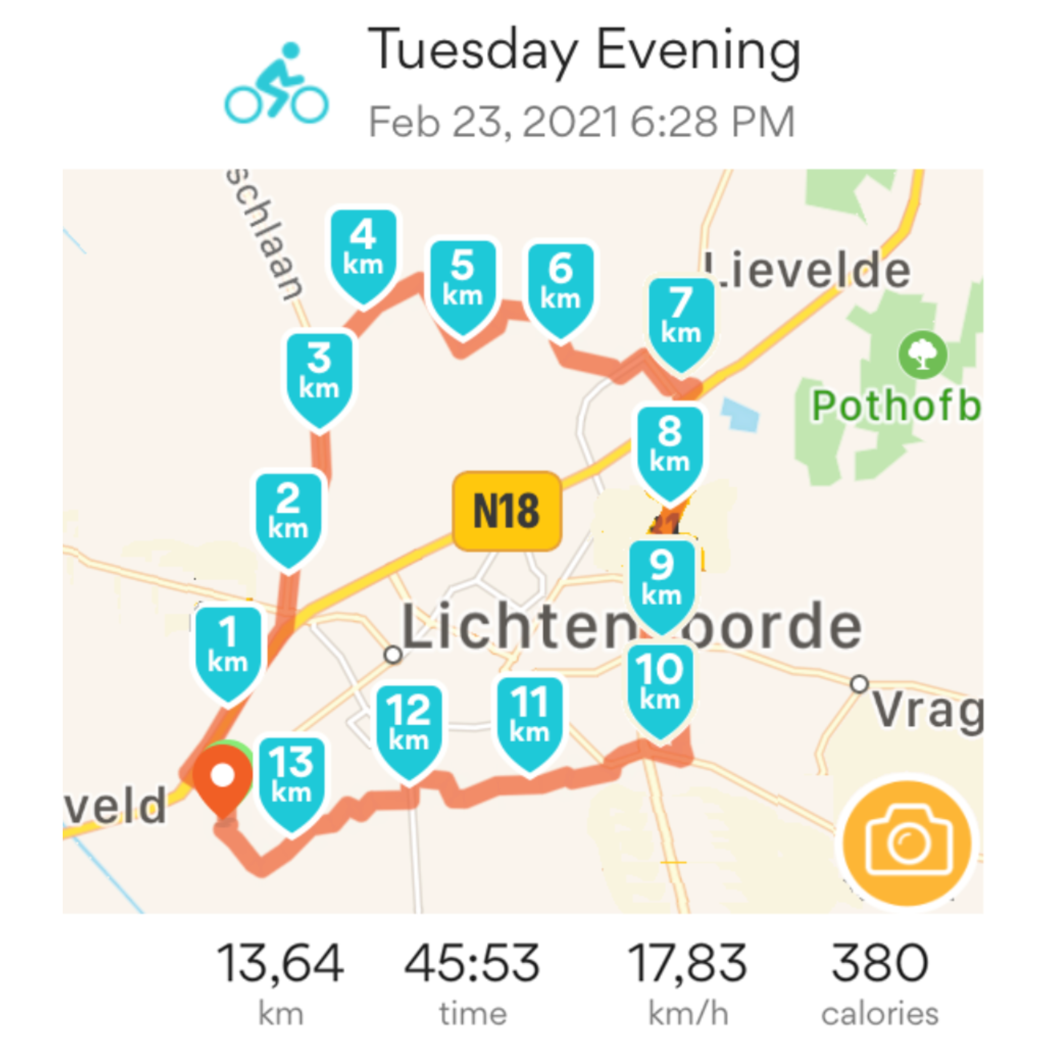 Tuesday Evening
Feb 23, 2021 6:28 PM
schlaan
4
km
5
km
6
km
Lievelde
7
km
3
km
Pothofb
8
km
2
km
N18
9
km
1
km
Lichten oorde
10
km
12
km
11
km
Vrag
13
km
veld
13,64
km
45:53
time
17,83
km/h
380
calories